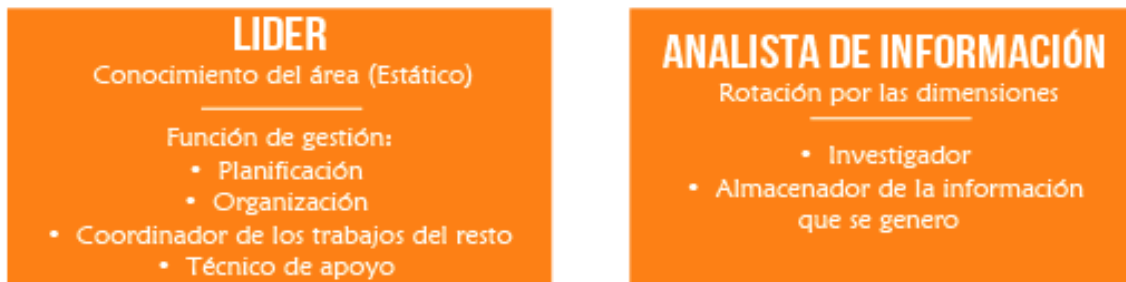 LIDER
Conocimiento del área (Estático)
Función de gestión:
• Planificación
• Organización
• Coordinador de los trabajos del resto
• Técnico de apoyo
ANALISTA DE INFORMACIÓN
Rotación por las dimensiones
• Investigador
• Almacenador de la información
que se genero